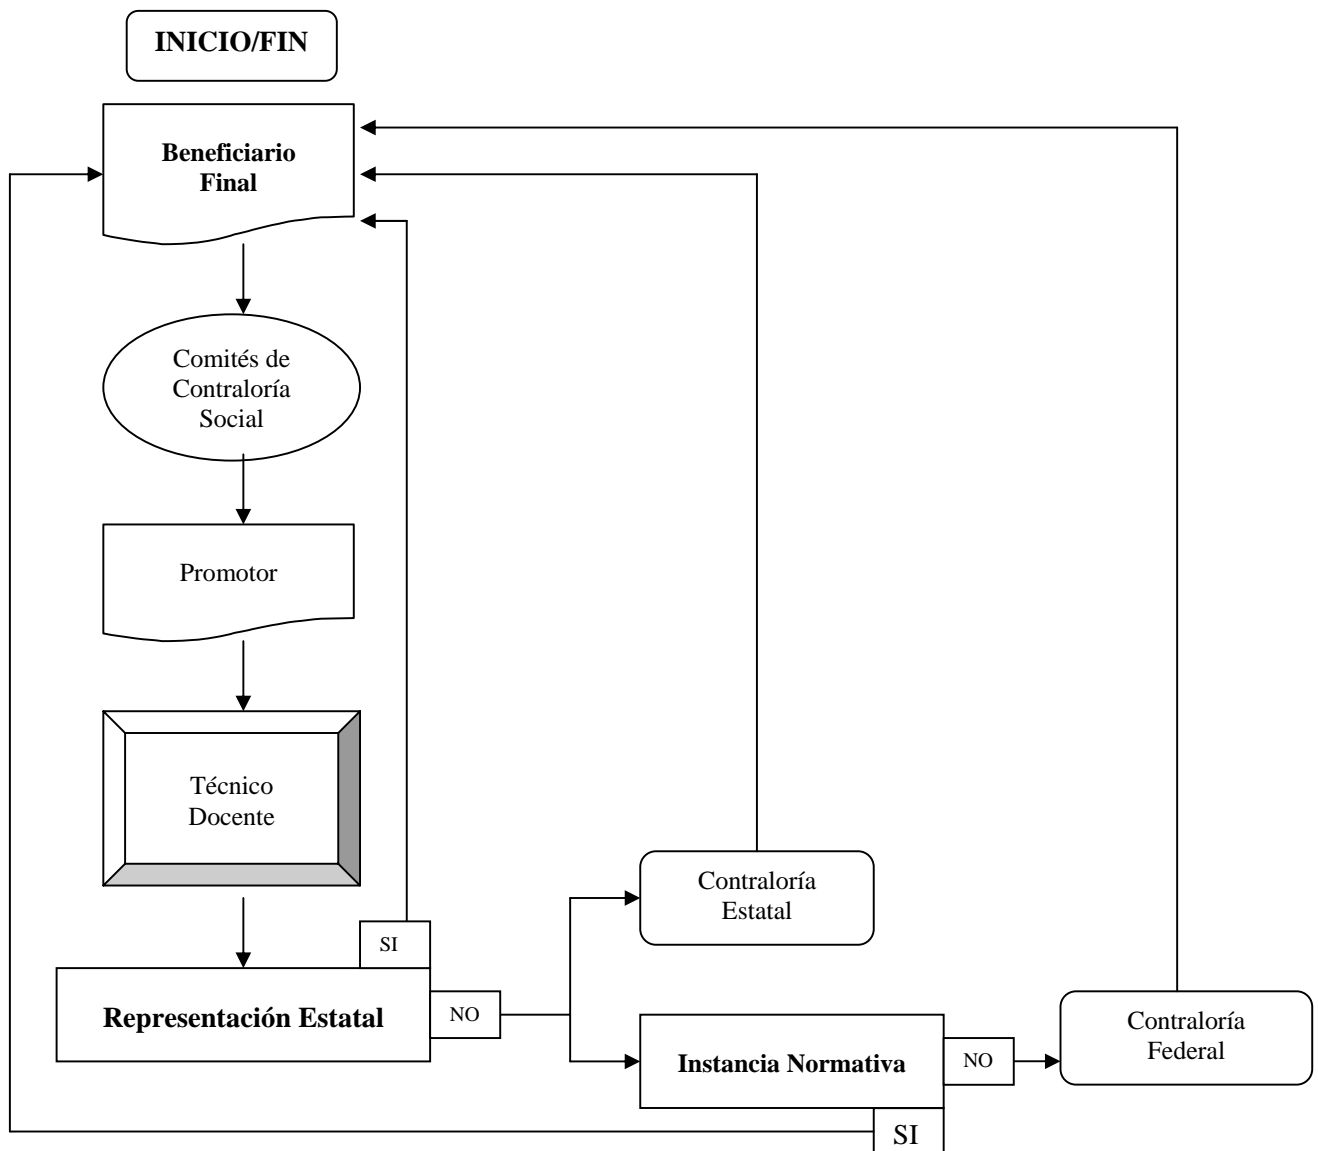 INICIO/FIN
Beneficiario
Final
Comités de
Contraloría
Social
Promotor
Técnico
Docente
SI
Representación Estatal
NO
Contraloría
Estatal
Instancia Normativa
NO
SI
Contraloría
Federal